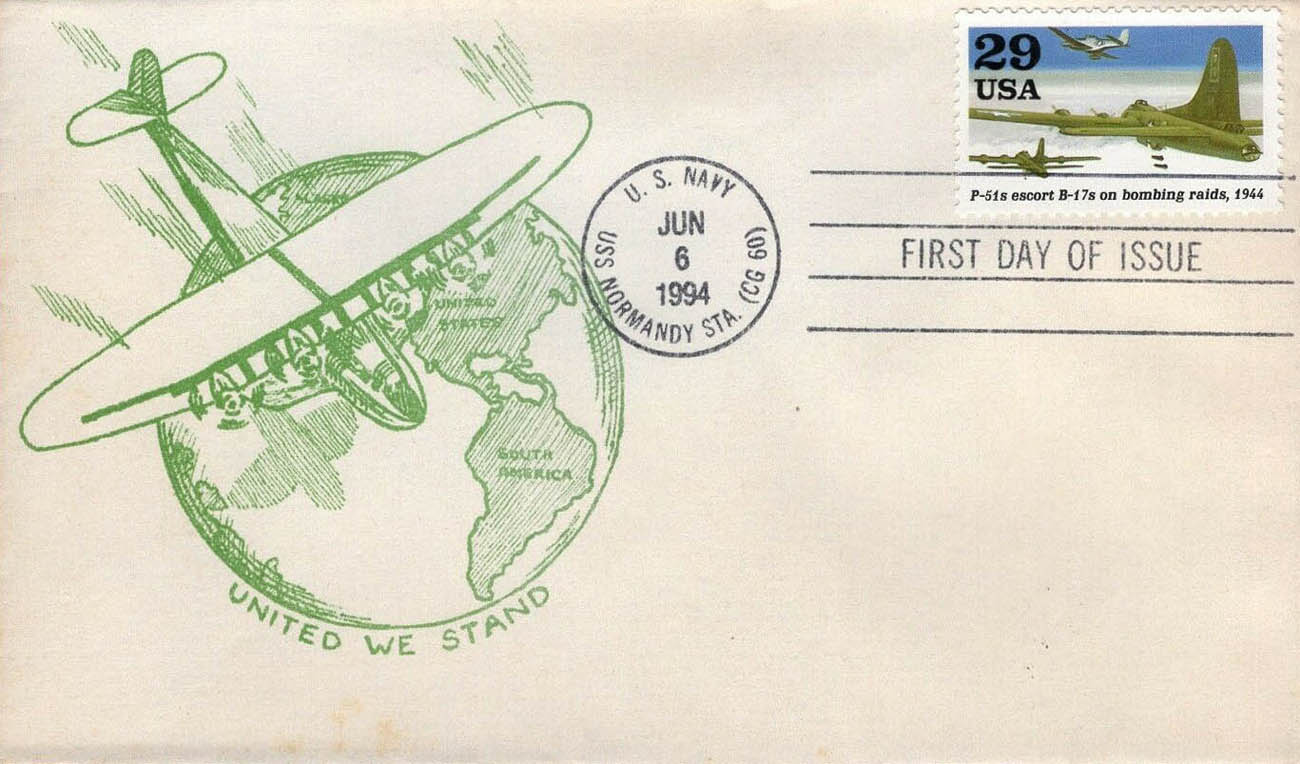 29
USA
P-51s escort B-17s on bombing raids, 1944
U. S. NAVY
JUN
6
1994
USS NORMANDY STA. (CG 60)
FIRST DAY OF ISSUE
UNITED
STATES
SOUTH
AMERICA
UNITED WE STAND